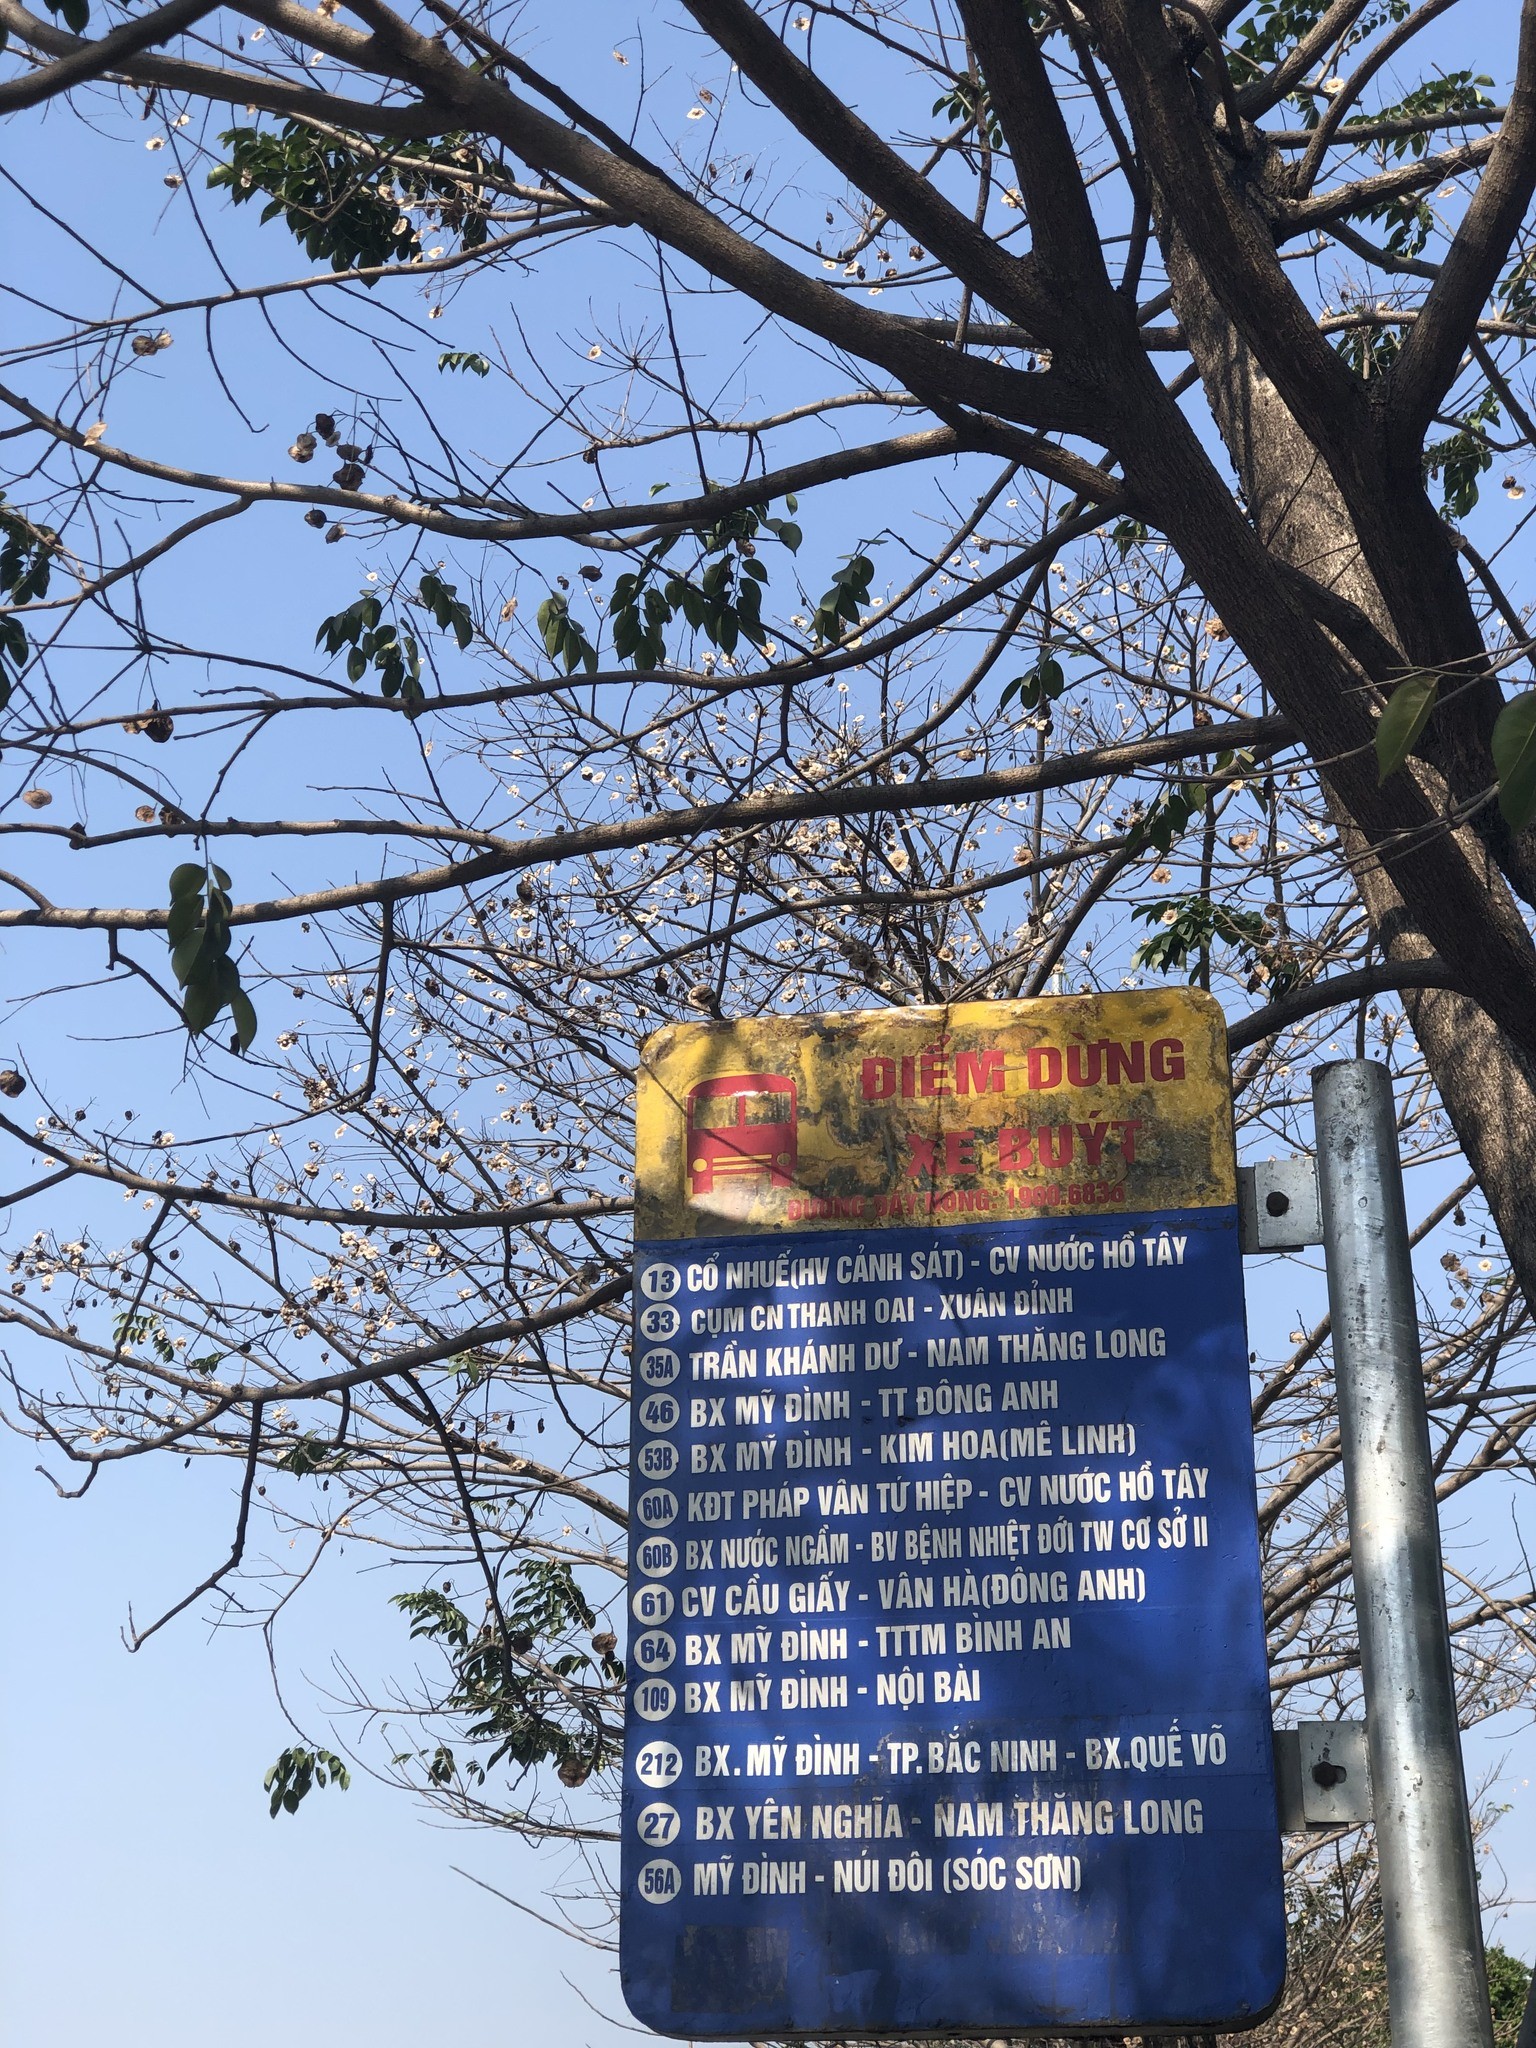 ĐIỂM DỪNG
XE BUÝT
ĐƯỜNG DÂY NÓNG: 1900.6836
13 CỔ NHUẾ(HV CẢNH SÁT) - CV NƯỚC HỒ TÂY
33 CỤM CN THANH OAI - XUÂN ĐỈNH
35A TRẦN KHÁNH DƯ - NAM THĂNG LONG
46 BX MỸ ĐÌNH - TT ĐÔNG ANH
53B BX MỸ ĐÌNH - KIM HOA(MÊ LINH)
60A KĐT PHÁP VÂN TỨ HIỆP - CV NƯỚC HỒ TÂY
60B BX NƯỚC NGẦM - BV BỆNH NHIỆT ĐỚI TW CƠ SỞ II
61 CV CẦU GIẤY - VÂN HÀ(ĐÔNG ANH)
64 BX MỸ ĐÌNH - TTTM BÌNH AN
109 BX MỸ ĐÌNH - NỘI BÀI
212 BX. MỸ ĐÌNH - TP. BẮC NINH - BX.QUẾ VÕ
27 BX YÊN NGHĨA - NAM THĂNG LONG
56A MỸ ĐÌNH - NÚI ĐÔI (SÓC SƠN)